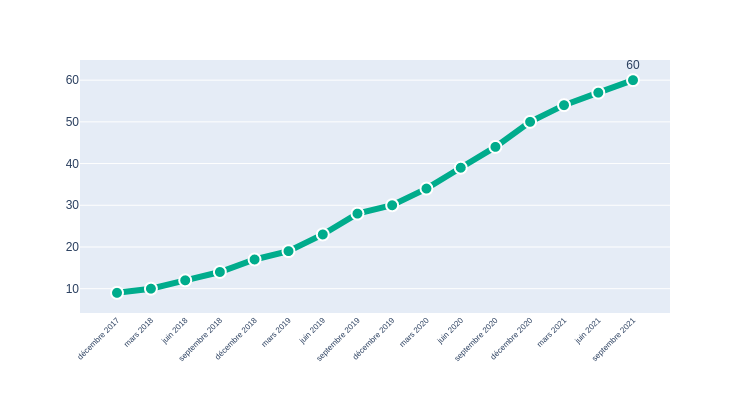 60
60
50
40
30
20
10
décembre 2017
mars 2018
juin 2018
septembre 2018
décembre 2018
mars 2019
juin 2019
septembre 2019
décembre 2019
mars 2020
juin 2020
septembre 2020
décembre 2020
mars 2021
juin 2021
septembre 2021